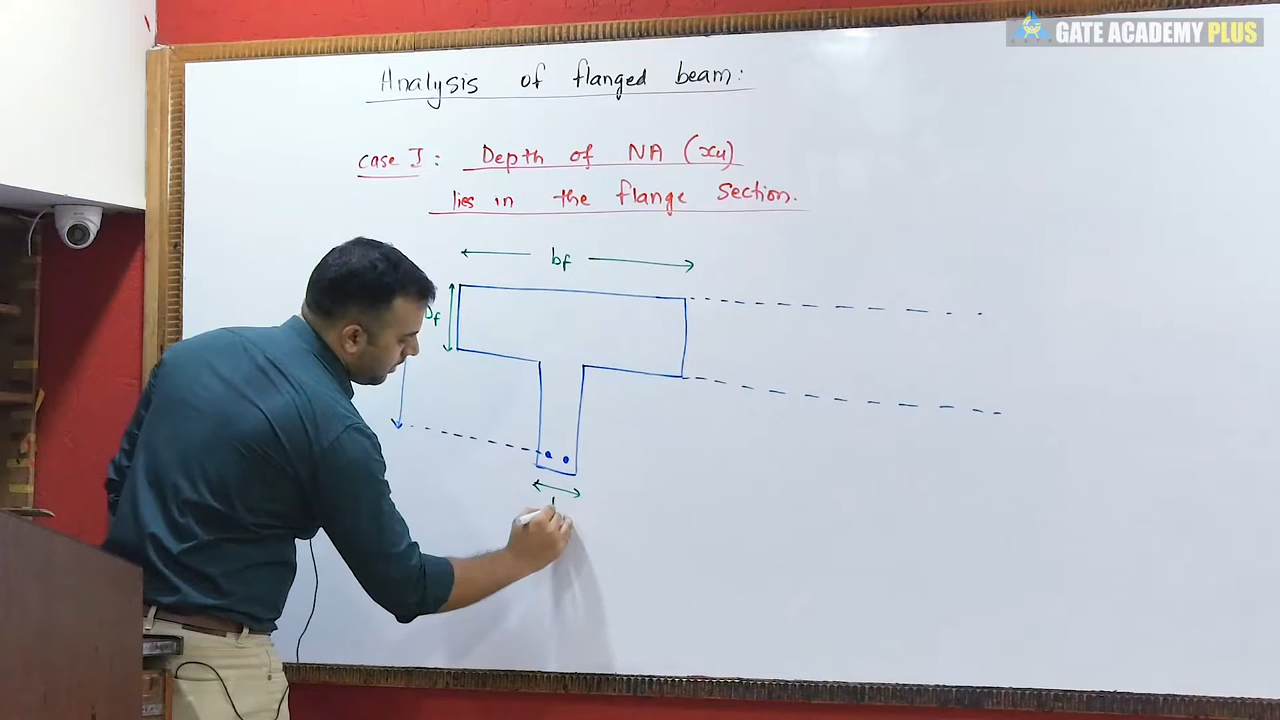 GATE ACADEMY PLUS
Analysis of flanged beam:
case I: Depth of NA (xu)
lies in the flange section.
bf
Df